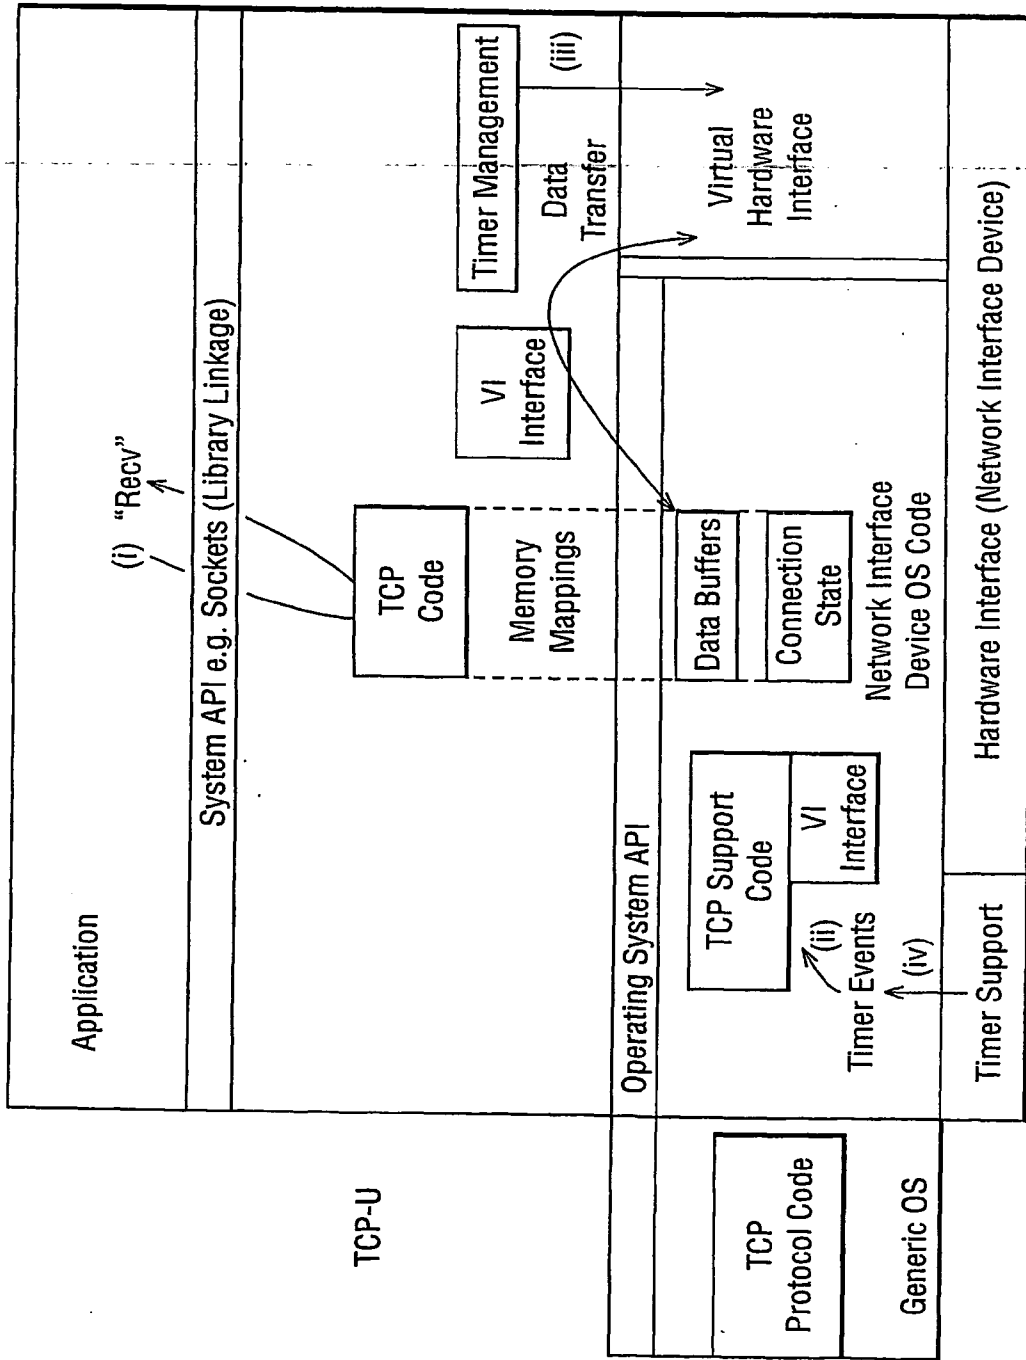 Application
(i) "Recv"
System API e.g. Sockets (Library Linkage)
TCP-U
TCP
Code
Memory
Mappings
VI
Interface
Timer Management
Data
Transfer
(iii)
Operating System API
TCP
Protocol Code
Generic OS
TCP Support
Code
VI
Interface
(ii)
Timer Events
(iv)
Data Buffers
Connection
State
Network Interface
Device OS Code
Virtual
Hardware
Interface
Timer Support
Hardware Interface (Network Interface Device)